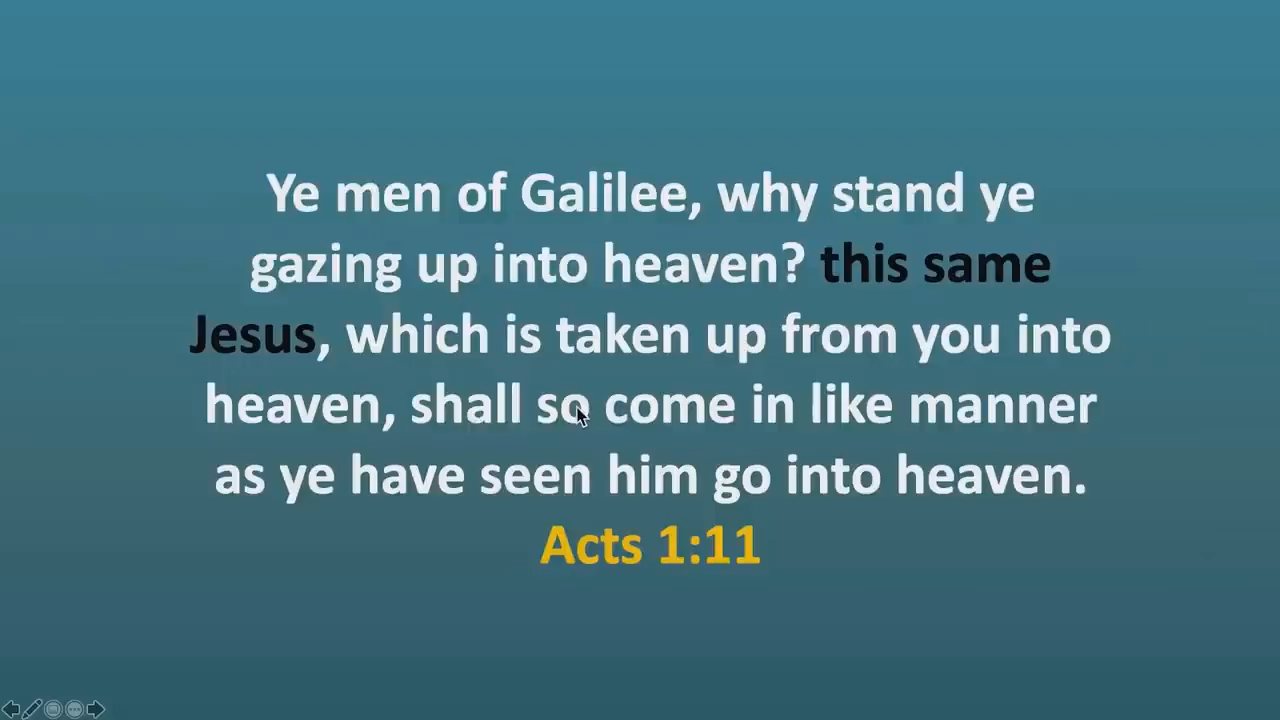 Ye men of Galilee, why stand ye
gazing up into heaven? this same
Jesus, which is taken up from you into
heaven, shall so come in like manner
as ye have seen him go into heaven.
Acts 1:11